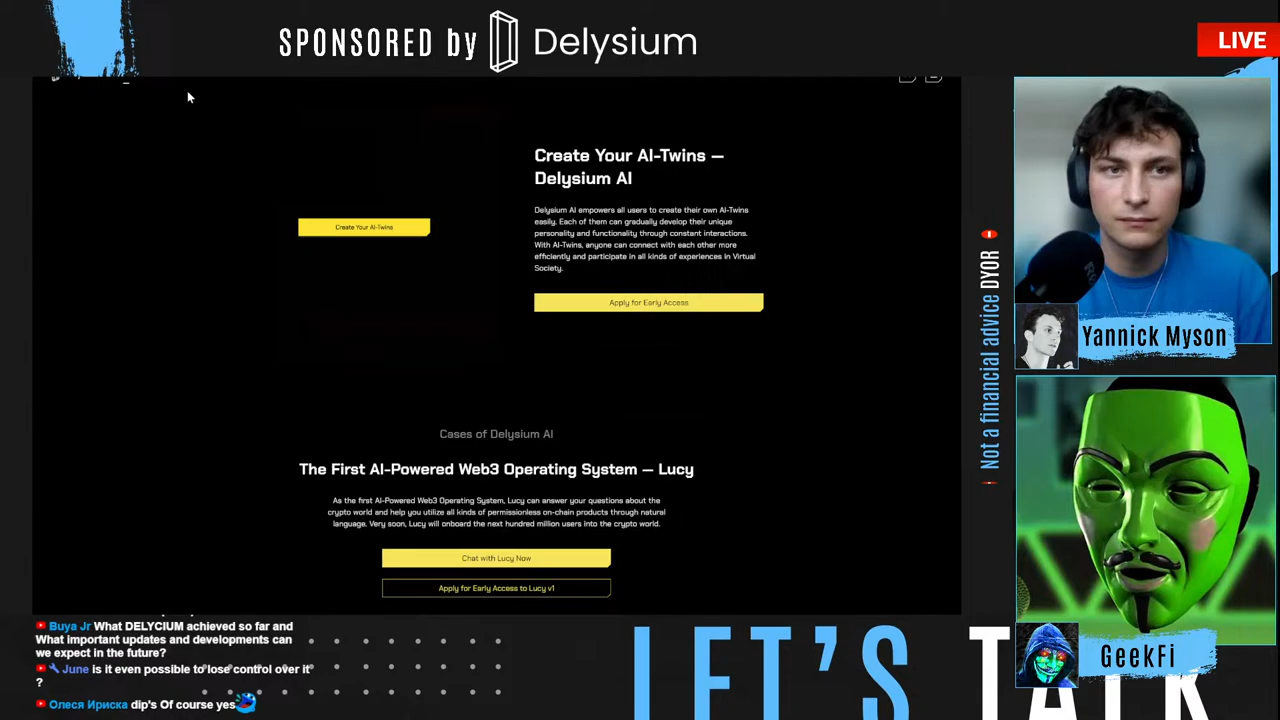 SPONSORED by Delysium
LIVE
Create Your AI-Twins
Create Your AI-Twins —
Delysium AI
Delysium AI empowers all users to create their own AI-Twins
easily. Each of them can gradually develop their unique
personality and functionality through constant interactions.
With AI-Twins, anyone can connect with each other more
efficiently and participate in all kinds of experiences in Virtual
Society.
Apply for Early Access
Cases of Delysium AI
The First AI-Powered Web3 Operating System — Lucy
As the first AI-Powered Web3 Operating System, Lucy can answer your questions about the
crypto world and help you utilize all kinds of permissionless on-chain products through natural
language. Very soon, Lucy will onboard the next hundred million users into the crypto world.
Chat with Lucy Now
Apply for Early Access to Lucy v1
Not a financial advice DYOR
Yannick Myson
GeekFi
Buya Jr What DELYCIUM achieved so far and
What important updates and developments can
we expect in the future?
June is it even possible to lose control over it
?
Олеся Ириска dip's Of course yes
LET'S TALK